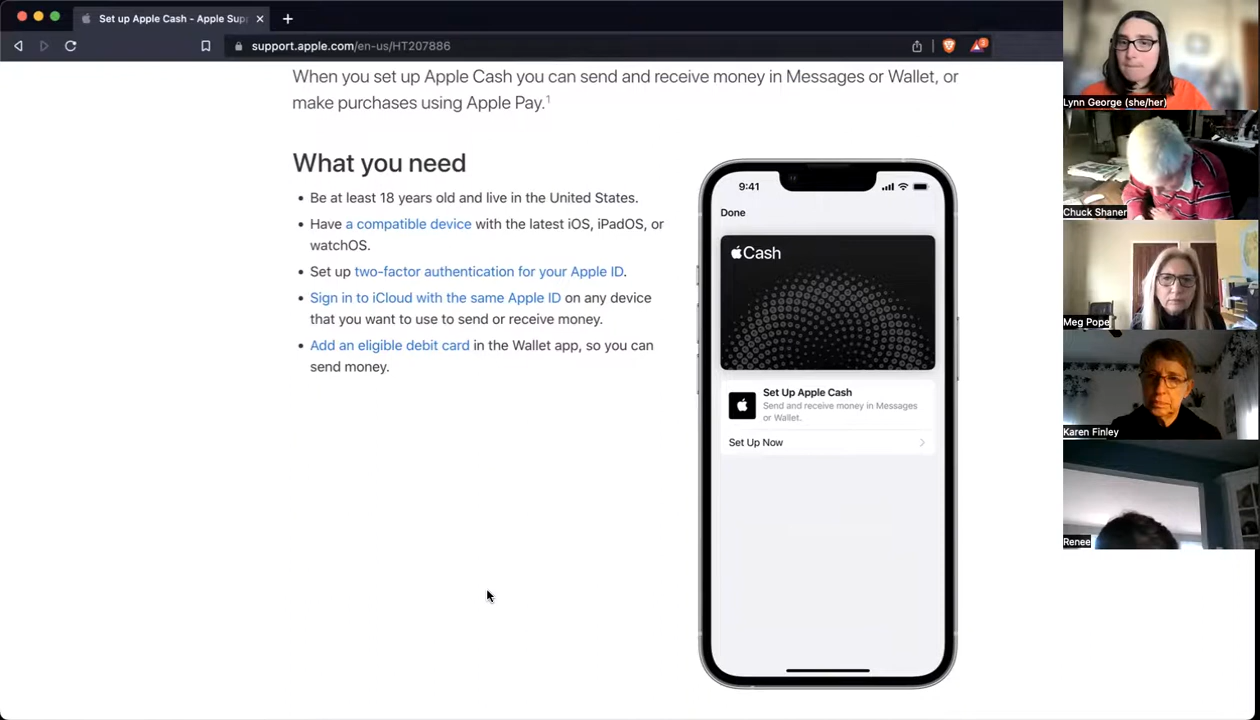 Set up Apple Cash - Apple Sup
support.apple.com/en-us/HT207886
When you set up Apple Cash you can send and receive money in Messages or Wallet, or
make purchases using Apple Pay.1
What you need
• Be at least 18 years old and live in the United States.
• Have a compatible device with the latest iOS, iPadOS, or
watchOS.
• Set up two-factor authentication for your Apple ID.
• Sign in to iCloud with the same Apple ID on any device
that you want to use to send or receive money.
• Add an eligible debit card in the Wallet app, so you can
send money.
9:41
Done
Cash
Set Up Apple Cash
Send and receive money in Messages
or Wallet.
Set Up Now
Lynn George (she/her)
Chuck Shaner
Meg Pope
Karen Finley
Renee